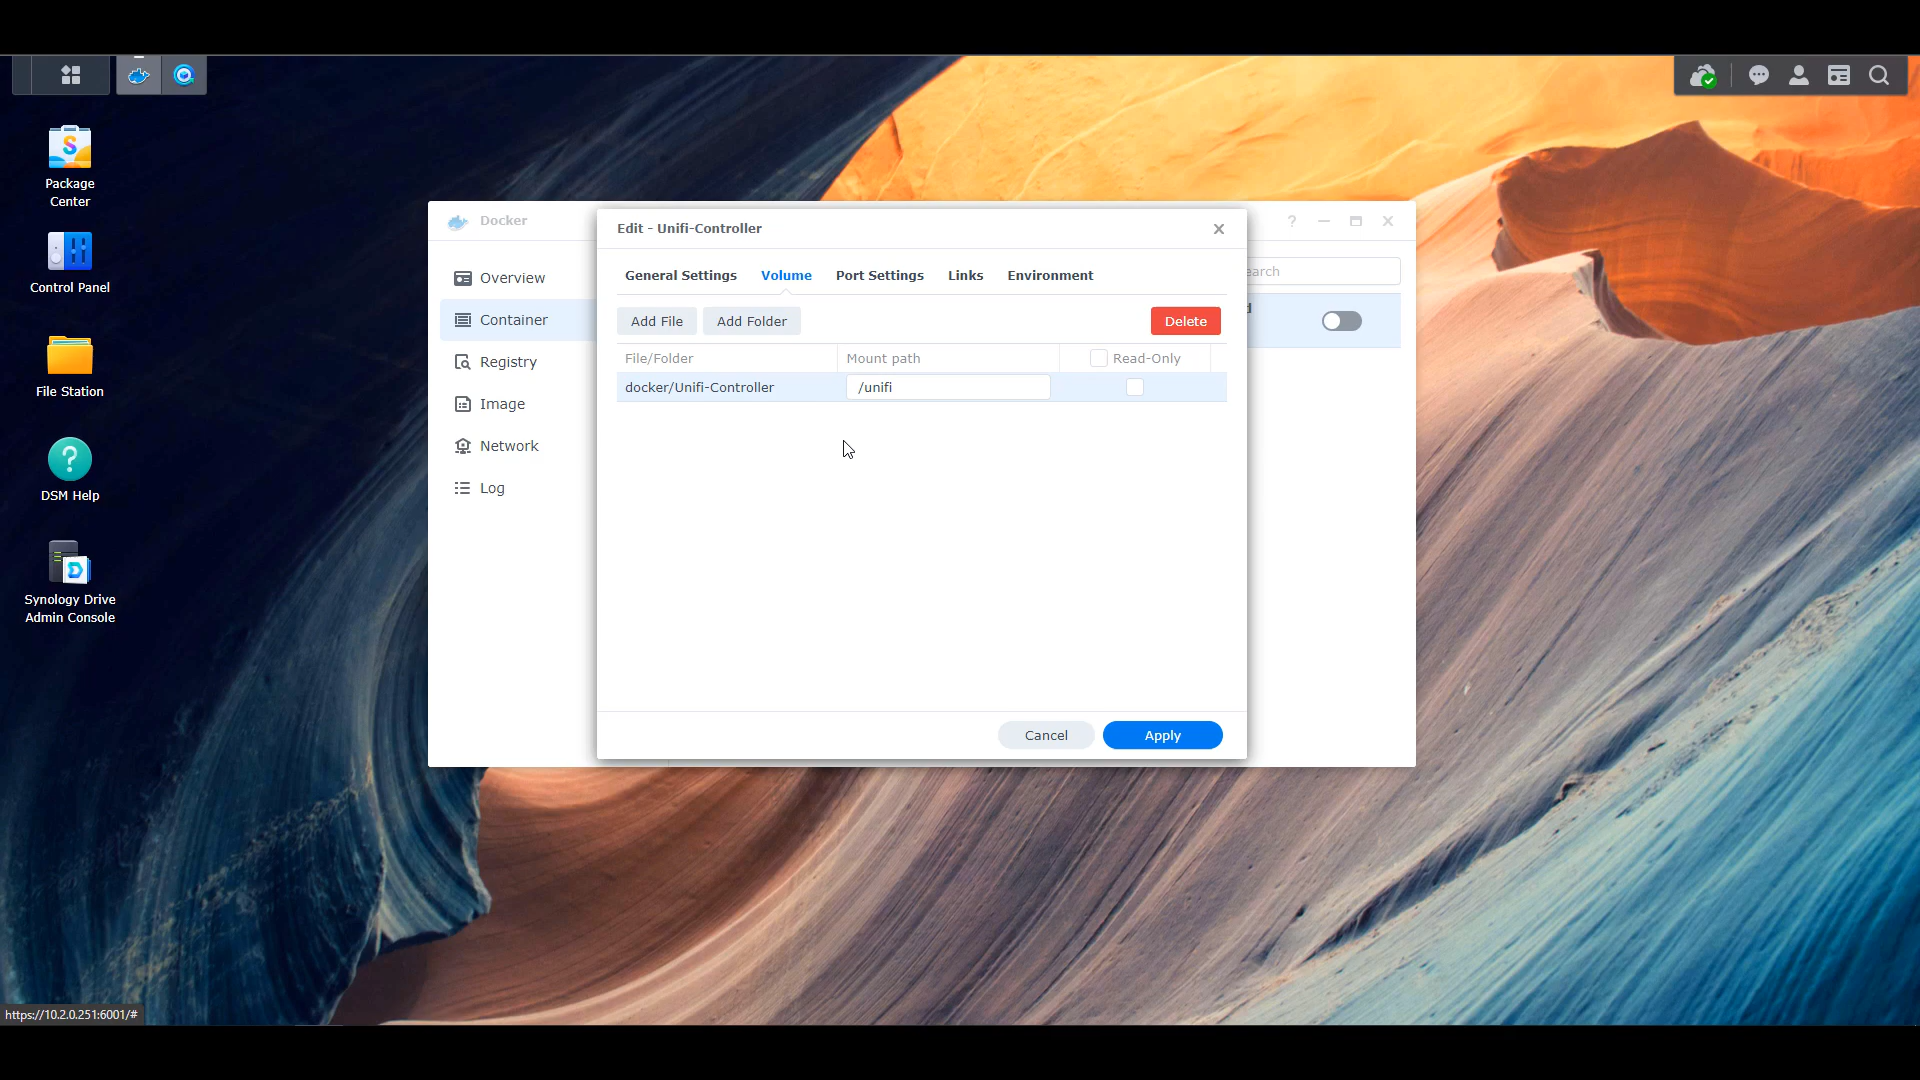 Package
Center
Control Panel
File Station
DSM Help
Synology Drive
Admin Console
Docker
?
Overview
Container
Registry
Image
Network
Log
earch
d
Edit - Unifi-Controller
General Settings
Volume
Port Settings
Links
Environment
Add File
Add Folder
Delete
File/Folder
Mount path
Read-Only
docker/Unifi-Controller
/unifi
Cancel
Apply
https://10.2.0.251:6001/#